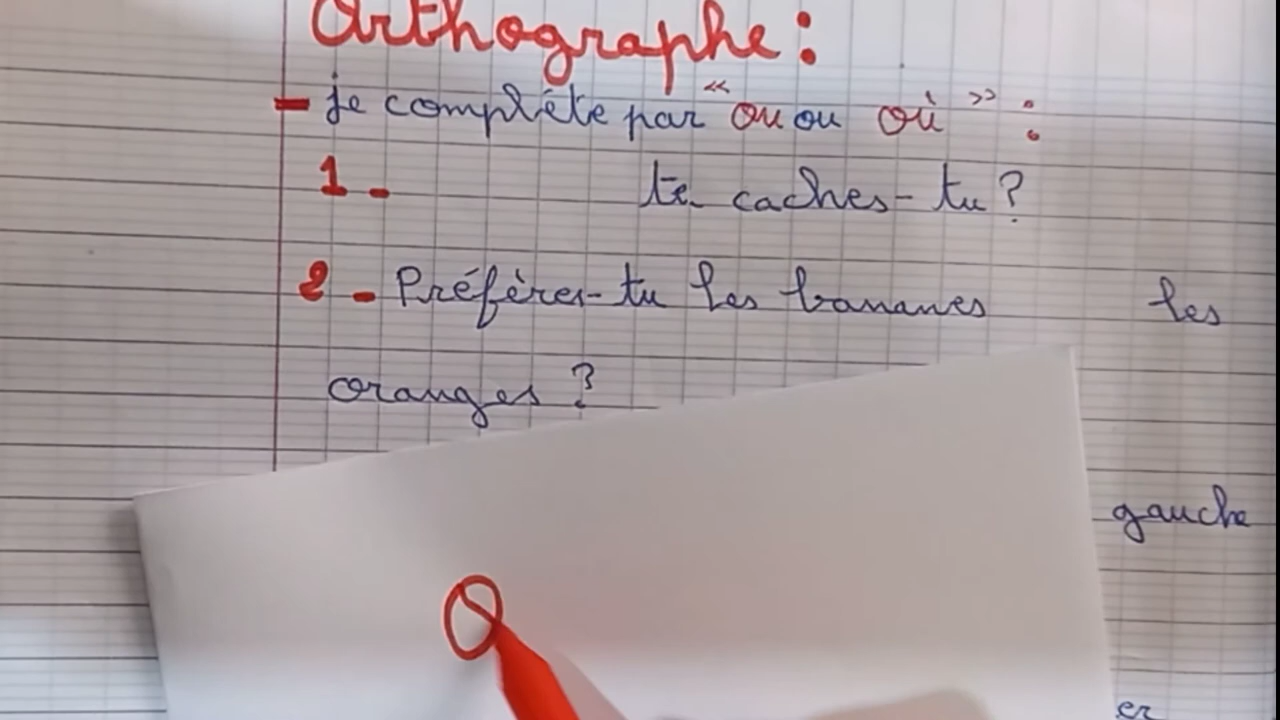 Orthographe :
- je complète par "ou ou où" :
1 - te caches-tu ?
2 - Préfères-tu les bananes les
oranges ?
gauche
er
O